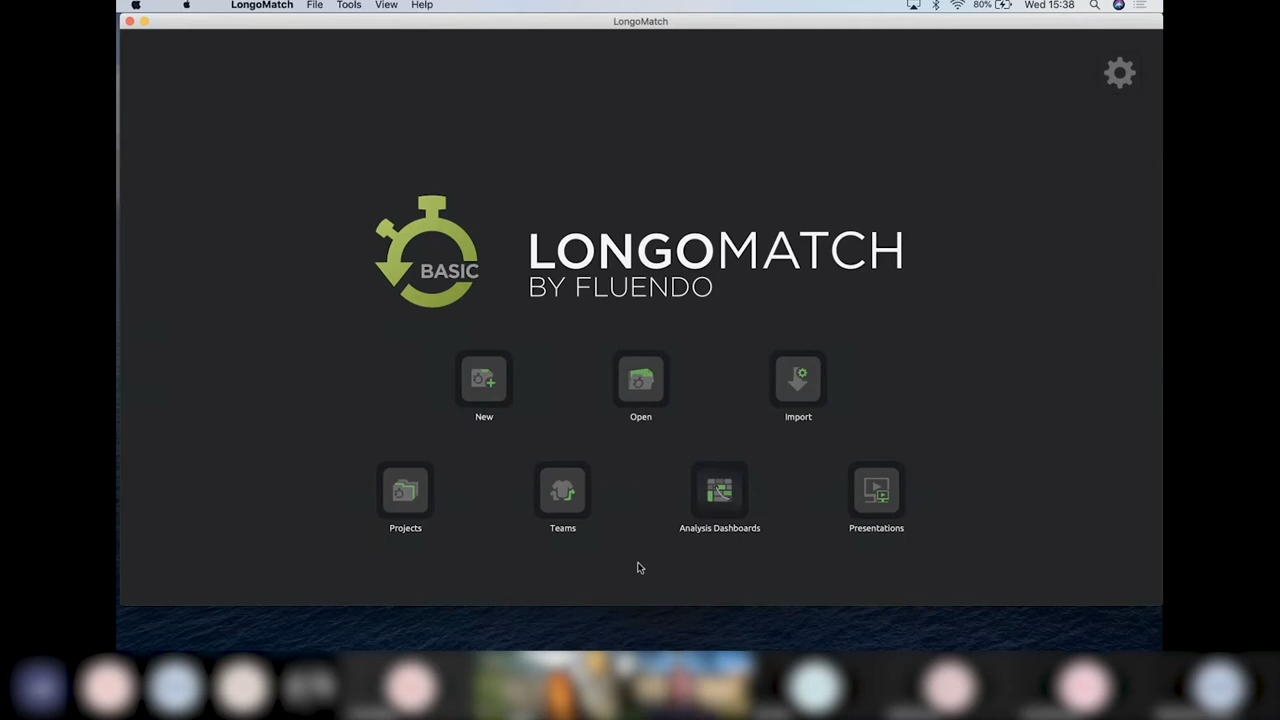 LongoMatch File Tools View Help 80% Wed 15:38
LongoMatch
BASIC
LONGOMATCH
BY FLUENDO
New Open Import
Projects Teams Analysis Dashboards Presentations